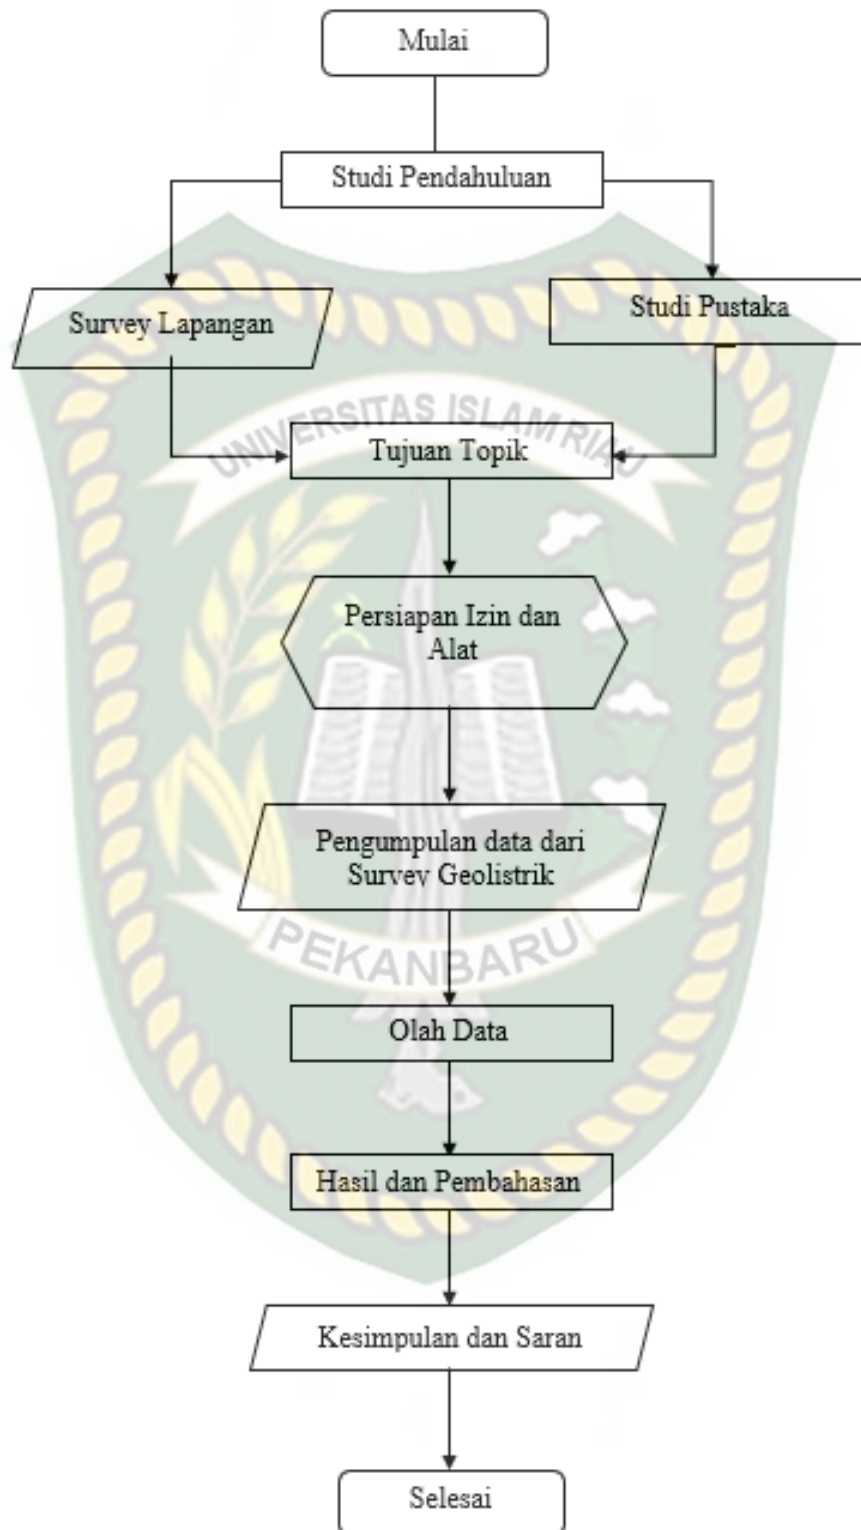 Mulai
Studi Pendahuluan
Survey Lapangan
Studi Pustaka
UNIVERSITAS ISLAM RIAU
Tujuan Topik
Persiapan Izin dan
Alat
Pengumpulan data dari
Survey Geolistrik
PEKANBARU
Olah Data
Hasil dan Pembahasan
Kesimpulan dan Saran
Selesai